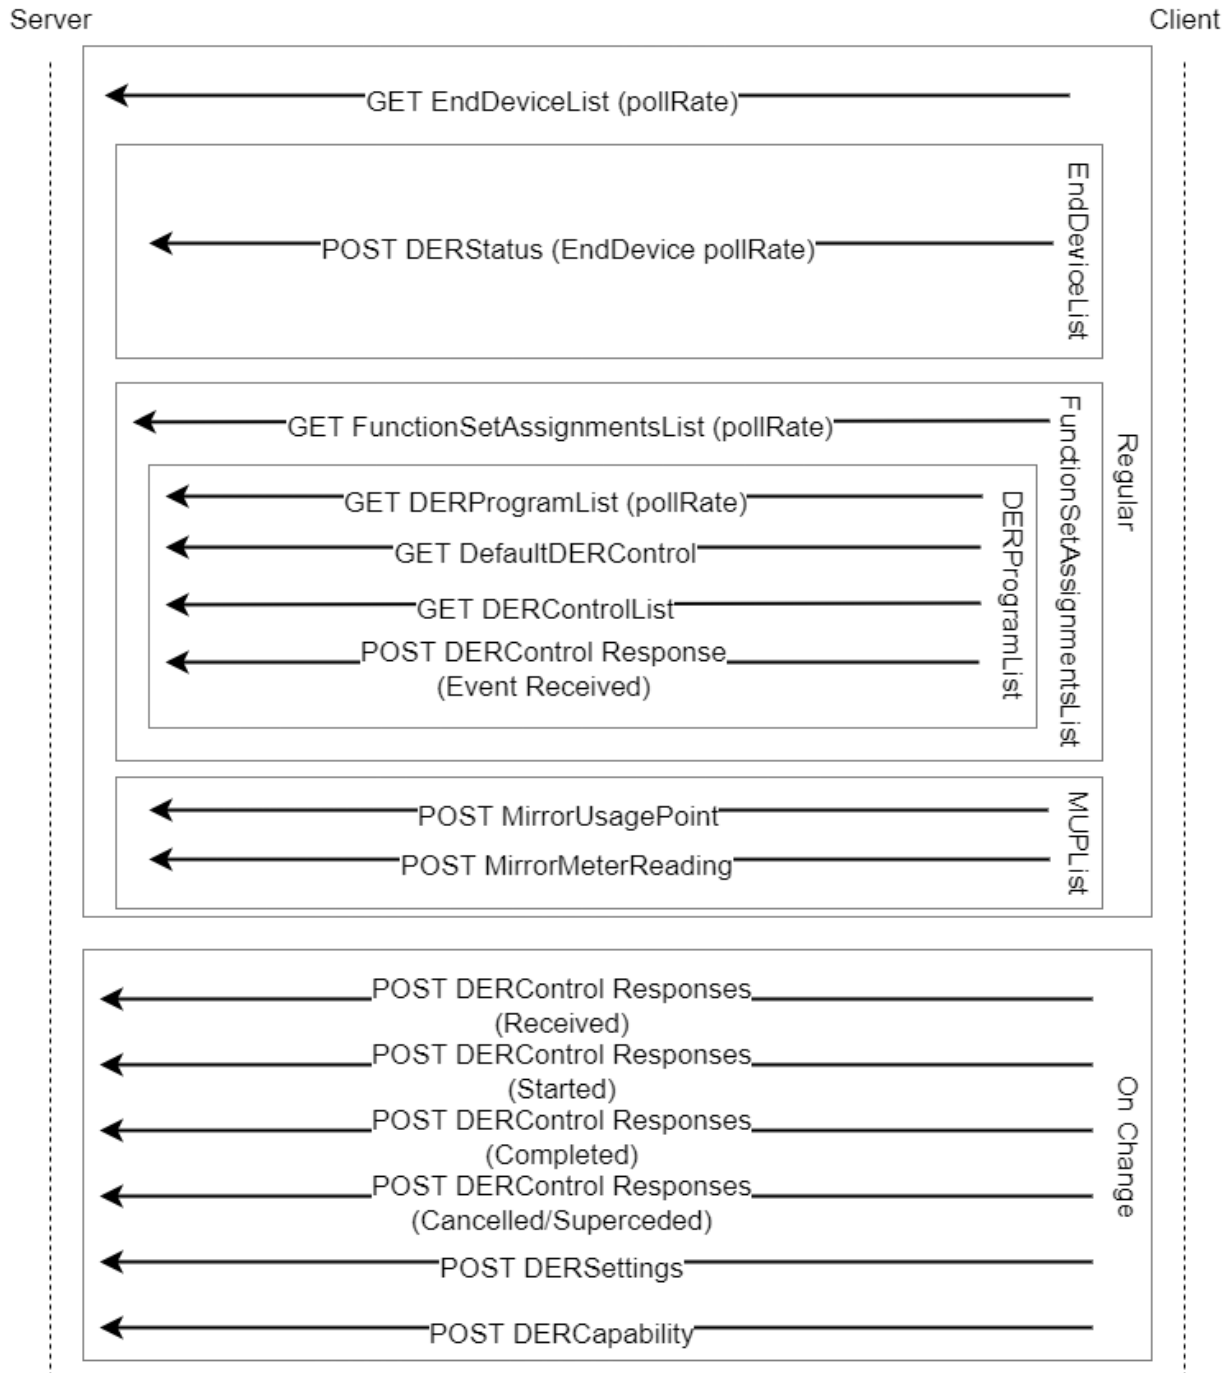 Server
Client
GET EndDeviceList (pollRate)
EndDeviceList
POST DERStatus (EndDevice pollRate)
Regular
FunctionSetAssignmentsList
GET FunctionSetAssignmentsList (pollRate)
DERProgramList
GET DERProgramList (pollRate)
GET DefaultDERControl
GET DERControlList
POST DERControl Response
(Event Received)
MUPList
POST MirrorUsagePoint
POST MirrorMeterReading
On Change
POST DERControl Responses
(Received)
POST DERControl Responses
(Started)
POST DERControl Responses
(Completed)
POST DERControl Responses
(Cancelled/Superceded)
POST DERSettings
POST DERCapability